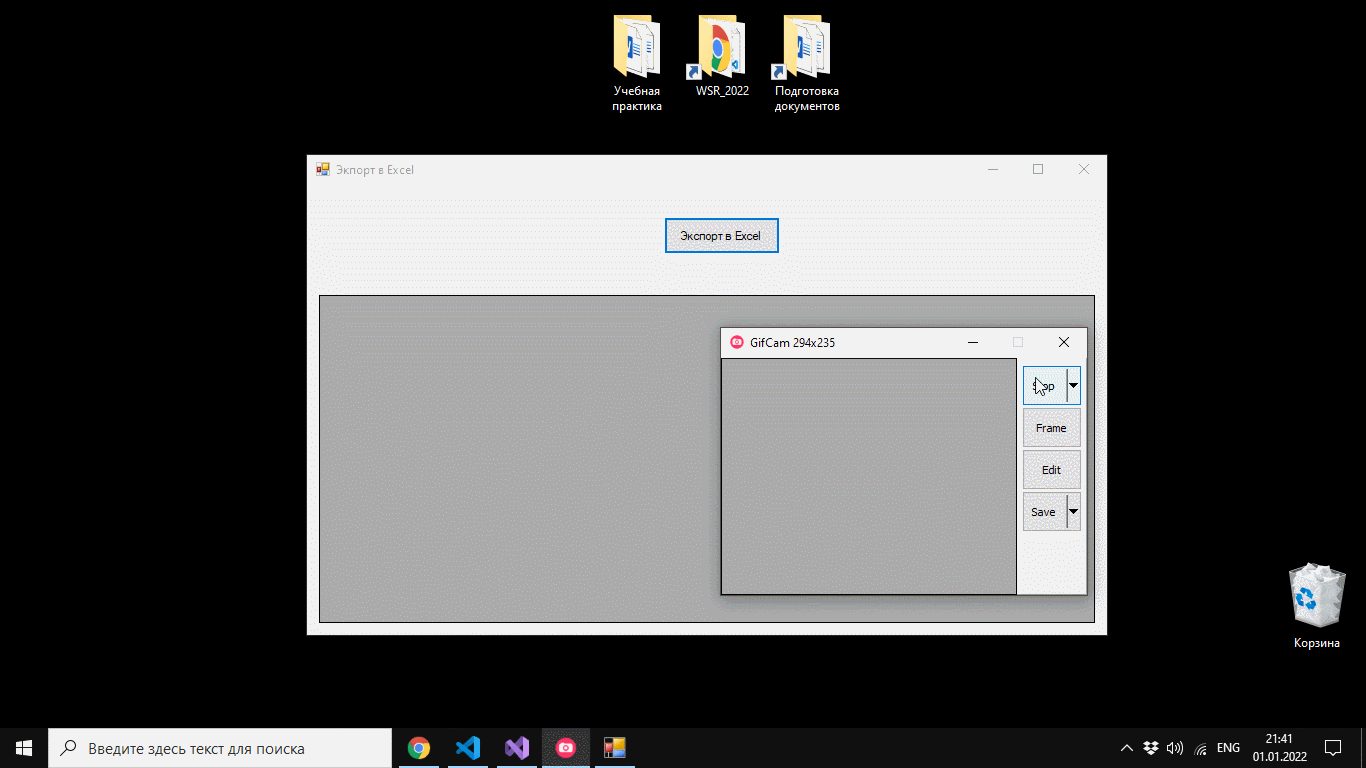 Учебная
практика
WSR_2022
Подготовка
документов
Экпорт в Excel
Экспорт в Excel
GifCam 294x235
Frame
Edit
Save
Корзина
Введите здесь текст для поиска
ENG
21:41
01.01.2022